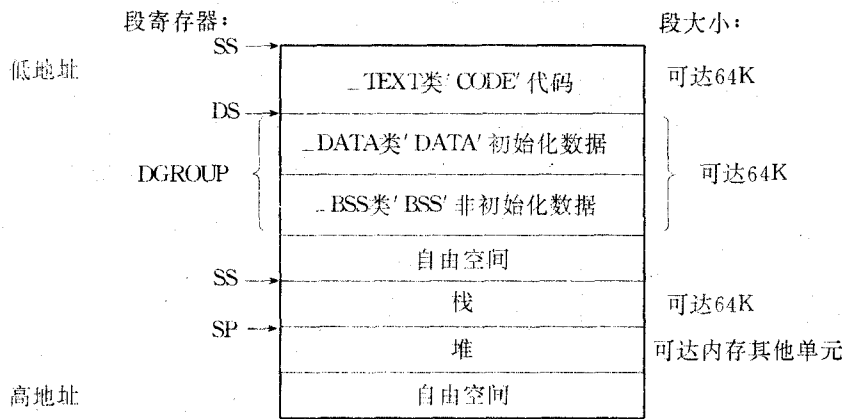 段寄存器： 段大小：
SS
低地址 _TEXT类'CODE'代码 可达64K
DS
_DATA类'DATA'初始化数据
DGROUP 可达64K
_BSS类'BSS'非初始化数据
自由空间
SS
栈 可达64K
SP
堆 可达内存其他单元
高地址 自由空间